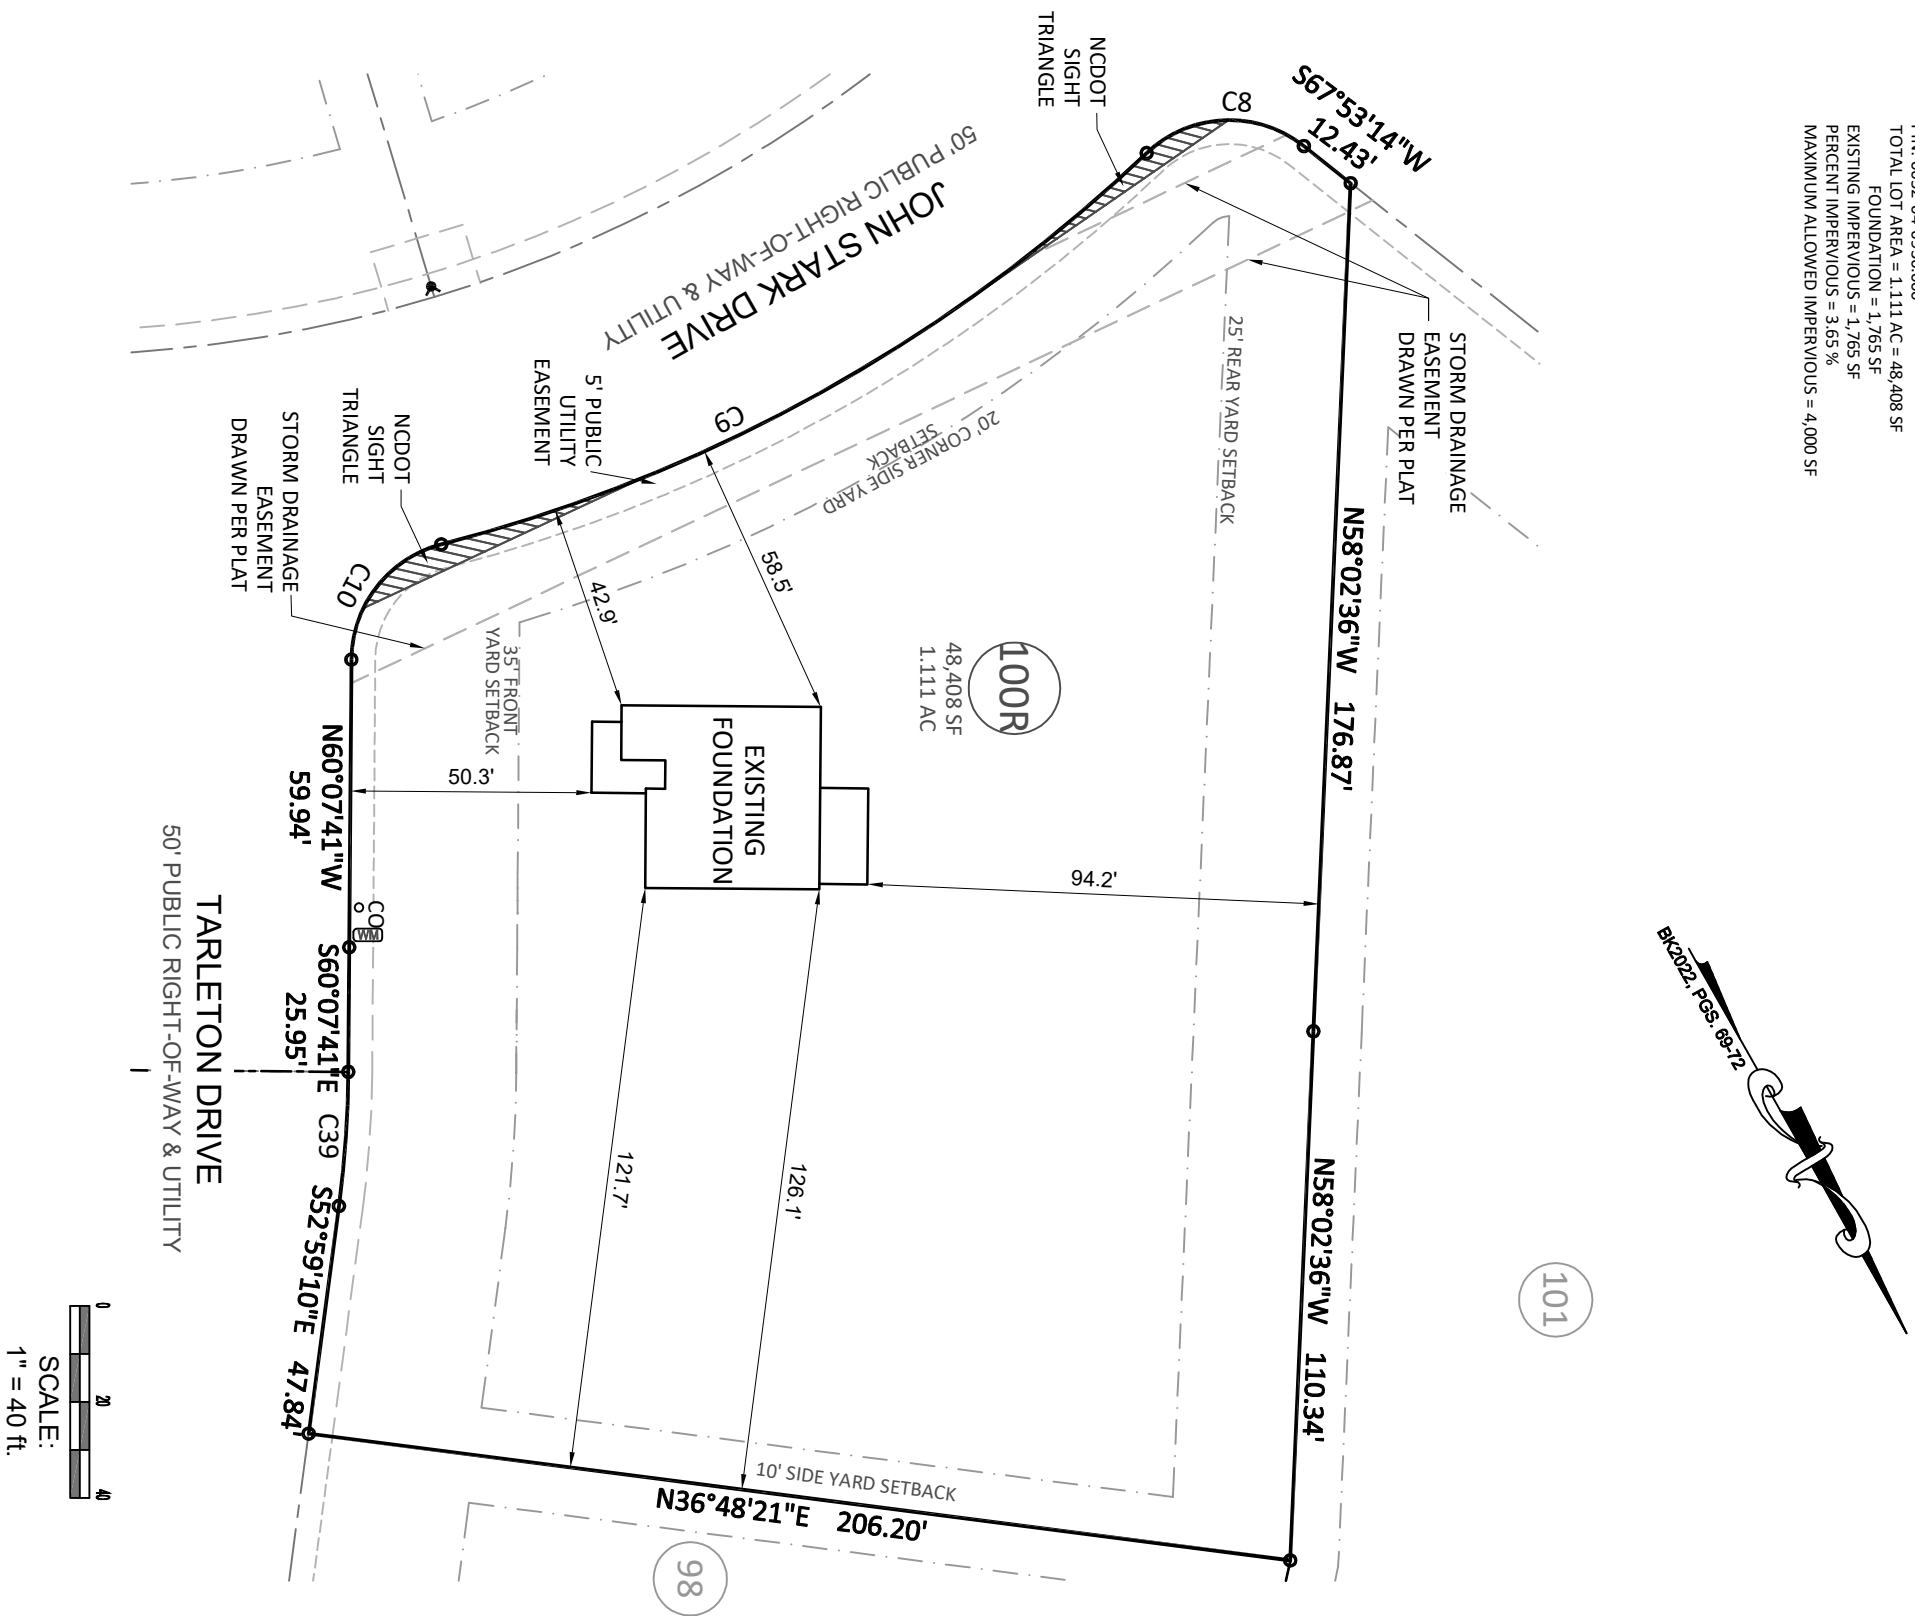 TOTAL LOT AREA = 1.111 AC = 48,408 SF
FOUNDATION = 1,765 SF
EXISTING IMPERVIOUS = 1,765 SF
PERCENT IMPERVIOUS = 3.65 %
MAXIMUM ALLOWED IMPERVIOUS = 4,000 SF
NCDOT
SIGHT
TRIANGLE
C8
S67°53'14"W
12.43'
JOHN STARK DRIVE
50' PUBLIC RIGHT-OF-WAY & UTILITY
STORM DRAINAGE
EASEMENT
DRAWN PER PLAT
25' REAR YARD SETBACK
20' CORNER SIDE YARD
SETBACK
C9
5' PUBLIC
UTILITY
EASEMENT
NCDOT
SIGHT
TRIANGLE
STORM DRAINAGE
EASEMENT
DRAWN PER PLAT
C10
58.5'
42.9'
35' FRONT
YARD SETBACK
100R
48,408 SF
1.111 AC
N58°02'36"W 176.87'
EXISTING
FOUNDATION
50.3'
94.2'
N60°07'41"W
59.94'
CO
WM
S60°07'41"E
25.95'
C39
S52°59'10"E 47.84'
TARLETON DRIVE
50' PUBLIC RIGHT-OF-WAY & UTILITY
121.7'
126.1'
N58°02'36"W 110.34'
10' SIDE YARD SETBACK
N36°48'21"E 206.20'
98
101
BK2022, PGS. 69-72
0 20 40
SCALE:
1" = 40 ft.